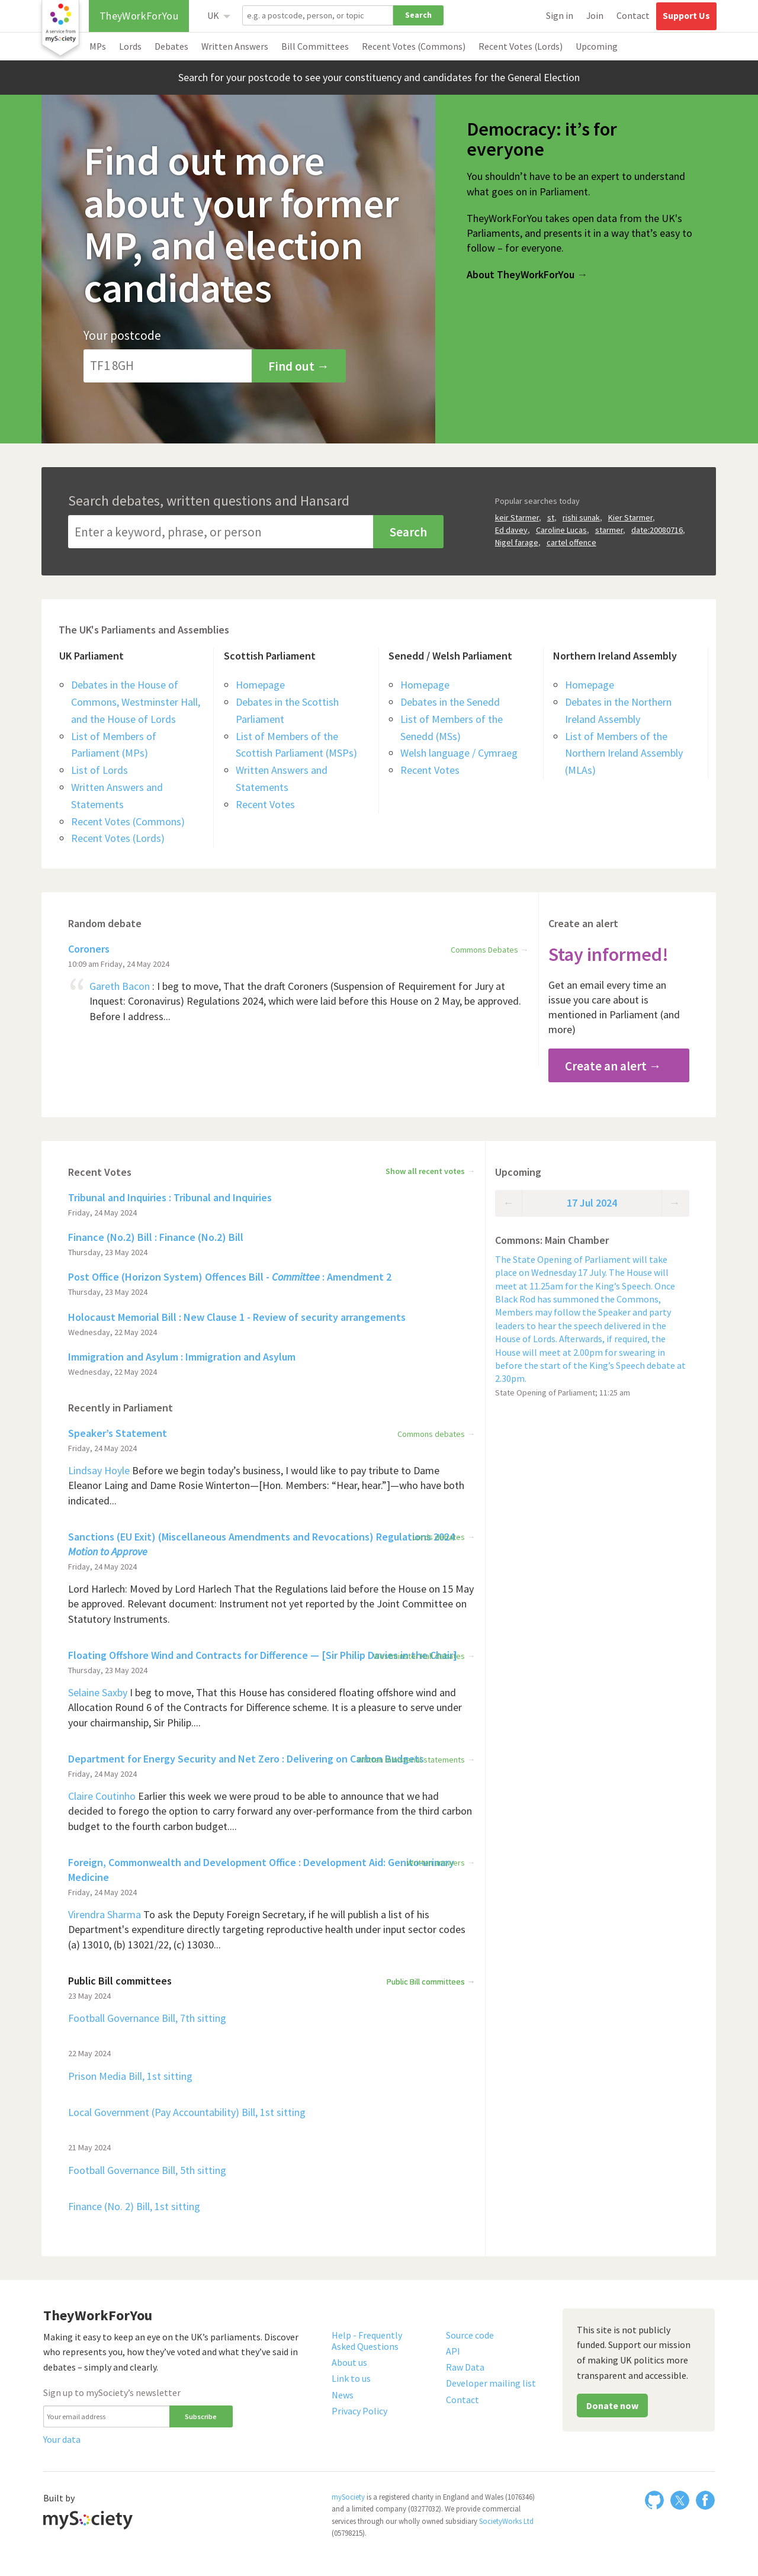 A service from
mySociety
TheyWorkForYou
UK
e.g. a postcode, person, or topic
Search
Sign in
Join
Contact
Support Us
MPs
Lords
Debates
Written Answers
Bill Committees
Recent Votes (Commons)
Recent Votes (Lords)
Upcoming
Search for your postcode to see your constituency and candidates for the General Election
Find out more
about your former
MP, and election
candidates
Your postcode
TF1 8GH
Find out →
Democracy: it’s for
everyone
You shouldn’t have to be an expert to understand
what goes on in Parliament.
TheyWorkForYou takes open data from the UK's
Parliaments, and presents it in a way that’s easy to
follow – for everyone.
About TheyWorkForYou →
Search debates, written questions and Hansard
Enter a keyword, phrase, or person
Search
Popular searches today
keir Starmer, st, rishi sunak, Kier Starmer,
Ed davey, Caroline Lucas, starmer, date:20080716,
Nigel farage, cartel offence
The UK's Parliaments and Assemblies
UK Parliament
Debates in the House of
Commons, Westminster Hall,
and the House of Lords
List of Members of
Parliament (MPs)
List of Lords
Written Answers and
Statements
Recent Votes (Commons)
Recent Votes (Lords)
Scottish Parliament
Homepage
Debates in the Scottish
Parliament
List of Members of the
Scottish Parliament (MSPs)
Written Answers and
Statements
Recent Votes
Senedd / Welsh Parliament
Homepage
Debates in the Senedd
List of Members of the
Senedd (MSs)
Welsh language / Cymraeg
Recent Votes
Northern Ireland Assembly
Homepage
Debates in the Northern
Ireland Assembly
List of Members of the
Northern Ireland Assembly
(MLAs)
Random debate
Coroners
Commons Debates →
10:09 am Friday, 24 May 2024
“ Gareth Bacon : I beg to move, That the draft Coroners (Suspension of Requirement for Jury at
Inquest: Coronavirus) Regulations 2024, which were laid before this House on 2 May, be approved.
Before I address...
Create an alert
Stay informed!
Get an email every time an
issue you care about is
mentioned in Parliament (and
more)
Create an alert →
Recent Votes
Show all recent votes →
Tribunal and Inquiries : Tribunal and Inquiries
Friday, 24 May 2024
Finance (No.2) Bill : Finance (No.2) Bill
Thursday, 23 May 2024
Post Office (Horizon System) Offences Bill - Committee : Amendment 2
Thursday, 23 May 2024
Holocaust Memorial Bill : New Clause 1 - Review of security arrangements
Wednesday, 22 May 2024
Immigration and Asylum : Immigration and Asylum
Wednesday, 22 May 2024
Recently in Parliament
Speaker’s Statement
Commons debates →
Friday, 24 May 2024
Lindsay Hoyle Before we begin today’s business, I would like to pay tribute to Dame
Eleanor Laing and Dame Rosie Winterton—[Hon. Members: “Hear, hear.”]—who have both
indicated...
Sanctions (EU Exit) (Miscellaneous Amendments and Revocations) Regulations 2024 -
Motion to Approve
Friday, 24 May 2024
Lord Harlech: Moved by Lord Harlech That the Regulations laid before the House on 15 May
be approved. Relevant document: Instrument not yet reported by the Joint Committee on
Statutory Instruments.
Floating Offshore Wind and Contracts for Difference — [Sir Philip Davies in the Chair]
Thursday, 23 May 2024
Selaine Saxby I beg to move, That this House has considered floating offshore wind and
Allocation Round 6 of the Contracts for Difference scheme. It is a pleasure to serve under
your chairmanship, Sir Philip....
Department for Energy Security and Net Zero : Delivering on Carbon Budgets
Friday, 24 May 2024
Claire Coutinho Earlier this week we were proud to be able to announce that we had
decided to forego the option to carry forward any over-performance from the third carbon
budget to the fourth carbon budget....
Foreign, Commonwealth and Development Office : Development Aid: Genito-urinary
Medicine
Friday, 24 May 2024
Virendra Sharma To ask the Deputy Foreign Secretary, if he will publish a list of his
Department's expenditure directly targeting reproductive health under input sector codes
(a) 13010, (b) 13021/22, (c) 13030...
Public Bill committees
Public Bill committees →
23 May 2024
Football Governance Bill, 7th sitting
22 May 2024
Prison Media Bill, 1st sitting
Local Government (Pay Accountability) Bill, 1st sitting
21 May 2024
Football Governance Bill, 5th sitting
Finance (No. 2) Bill, 1st sitting
Upcoming
← 17 Jul 2024 →
Commons: Main Chamber
The State Opening of Parliament will take
place on Wednesday 17 July. The House will
meet at 11.25am for the King’s Speech. Once
Black Rod has summoned the Commons,
Members may follow the Speaker and party
leaders to hear the speech delivered in the
House of Lords. Afterwards, if required, the
House will meet at 2.00pm for swearing in
before the start of the King’s Speech debate at
2.30pm.
State Opening of Parliament; 11:25 am
TheyWorkForYou
Making it easy to keep an eye on the UK’s parliaments. Discover
who represents you, how they’ve voted and what they’ve said in
debates – simply and clearly.
Sign up to mySociety’s newsletter
Your email address
Subscribe
Your data
Help - Frequently
Asked Questions
About us
Link to us
News
Privacy Policy
Source code
API
Raw Data
Developer mailing list
Contact
This site is not publicly
funded. Support our mission
of making UK politics more
transparent and accessible.
Donate now
Built by
mySociety
mySociety is a registered charity in England and Wales (1076346)
and a limited company (03277032). We provide commercial
services through our wholly owned subsidiary SocietyWorks Ltd
(05798215).